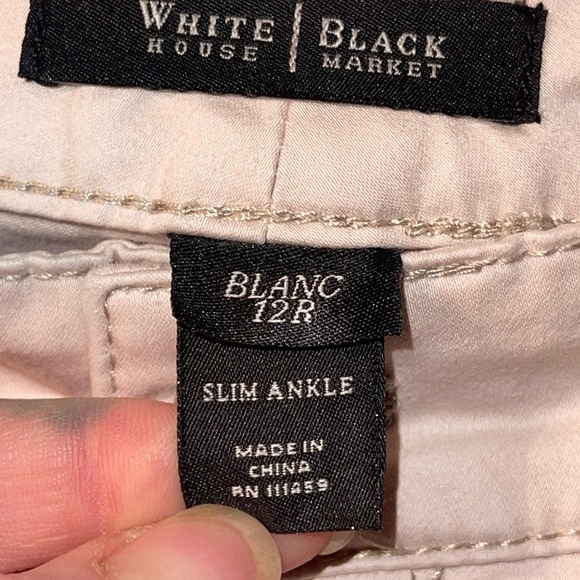 WHITE | BLACK
HOUSE | MARKET
BLANC
12R
SLIM ANKLE
MADE IN
CHINA
RN 111459